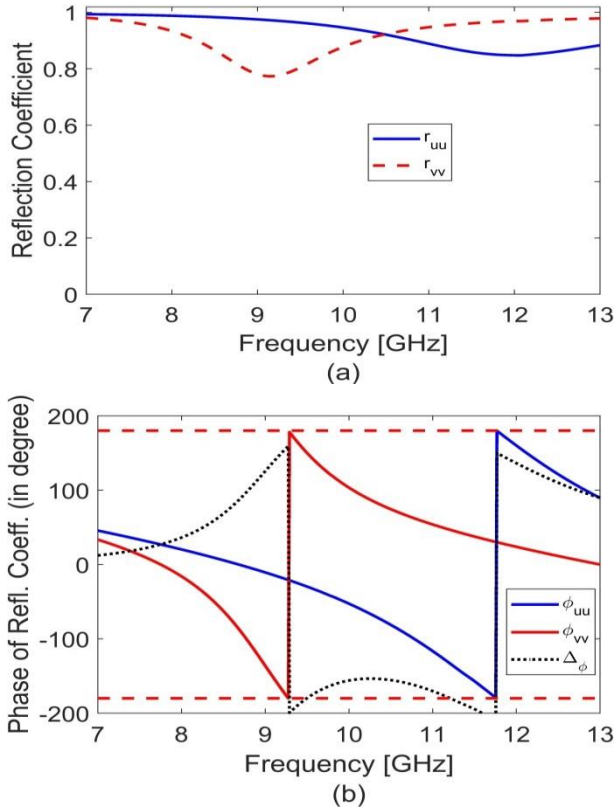 1
0.8
0.6
0.4
0.2
0
Reflection Coefficient
r_uu
r_vv
7 8 9 10 11 12 13
Frequency [GHz]
(a)
200
100
0
-100
-200
Phase of Refl. Coeff. (in degree)
ϕ_uu
ϕ_vv
Δ_ϕ
7 8 9 10 11 12 13
Frequency [GHz]
(b)